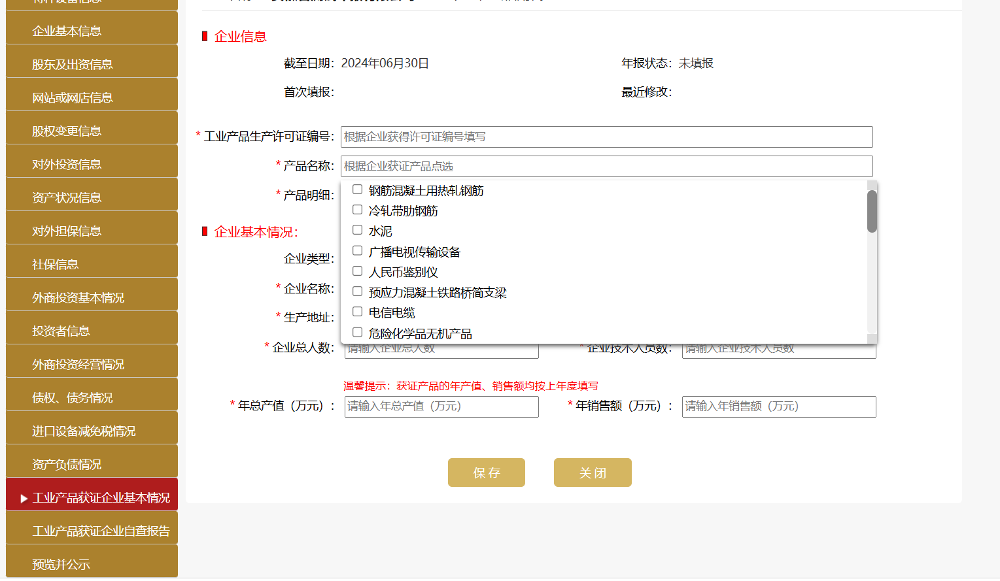 企业基本信息
股东及出资信息
网站或网店信息
股权变更信息
对外投资信息
资产状况信息
对外担保信息
社保信息
外商投资基本情况
投资者信息
外商投资经营情况
债权、债务情况
进口设备减免税情况
资产负债情况
工业产品获证企业基本情况
工业产品获证企业自查报告
预览并公示
企业信息
截至日期： 2024年06月30日 年报状态： 未填报
首次填报： 最近修改：
* 工业产品生产许可证编号： 根据企业获得许可证编号填写
* 产品名称： 根据企业获证产品点选
* 产品明细：
钢筋混凝土用热轧钢筋
冷轧带肋钢筋
水泥
广播电视传输设备
人民币鉴别仪
预应力混凝土铁路桥简支梁
电信电缆
危险化学品无机产品
企业基本情况：
企业类型：
* 企业名称：
* 生产地址：
* 企业总人数： 请输入企业总人数 * 企业技术人员数： 请输入企业技术人员数
温馨提示：获证产品的年产值、销售额均按上年度填写
* 年总产值（万元）： 请输入年总产值（万元） * 年销售额（万元）： 请输入年销售额（万元）
保存 关闭